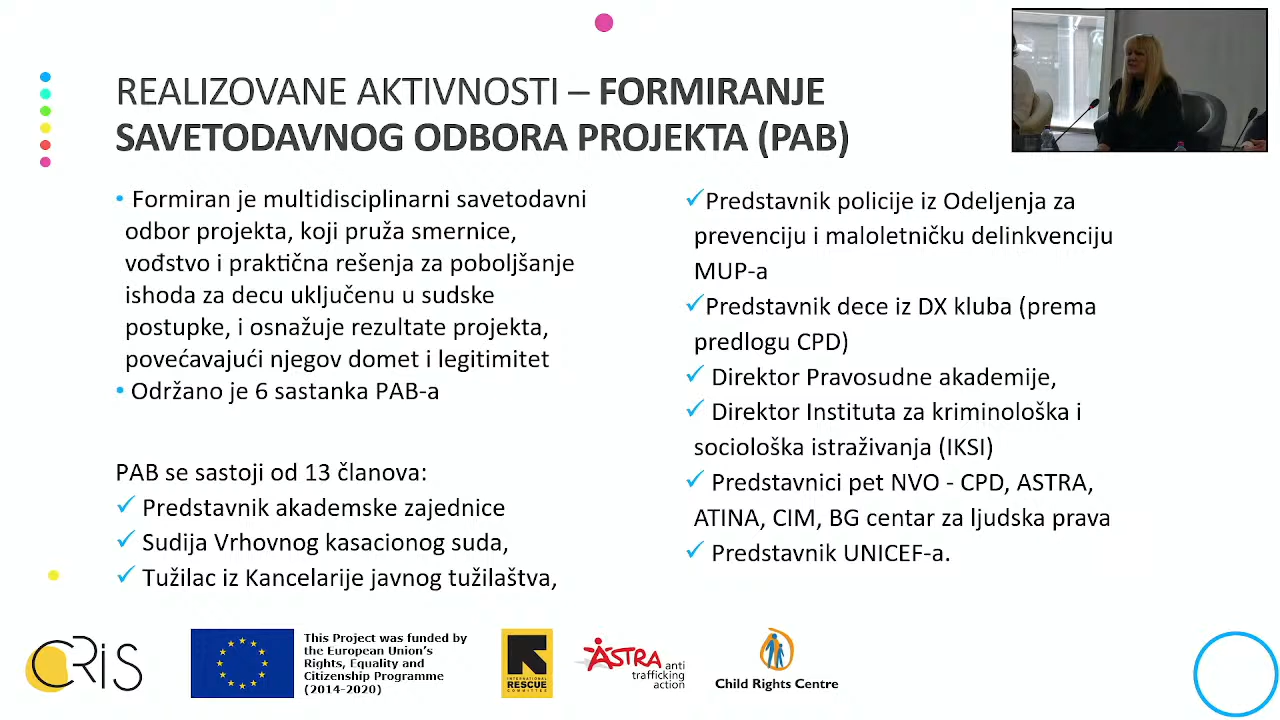 REALIZOVANE AKTIVNOSTI – FORMIRANJE
SAVETODAVNOG ODBORA PROJEKTA (PAB)
• Formiran je multidisciplinarni savetodavni
odbor projekta, koji pruža smernice,
vođstvo i praktična rešenja za poboljšanje
ishoda za decu uključenu u sudske
postupke, i osnažuje rezultate projekta,
povećavajući njegov domet i legitimitet
• Održano je 6 sastanka PAB-a
PAB se sastoji od 13 članova:
✓ Predstavnik akademske zajednice
✓ Sudija Vrhovnog kasacionog suda,
✓ Tužilac iz Kancelarije javnog tužilaštva,
✓Predstavnik policije iz Odeljenja za
prevenciju i maloletničku delinkvenciju
MUP-a
✓Predstavnik dece iz DX kluba (prema
predlogu CPD)
✓ Direktor Pravosudne akademije,
✓ Direktor Instituta za kriminološka i
sociološka istraživanja (IKSI)
✓ Predstavnici pet NVO - CPD, ASTRA,
ATINA, CIM, BG centar za ljudska prava
✓ Predstavnik UNICEF-a.
CRiS
This Project was funded by
the European Union's
Rights, Equality and
Citizenship Programme
(2014-2020)
INTERNATIONAL
RESCUE
COMMITTEE
ASTRA anti
trafficking
action
Child Rights Centre